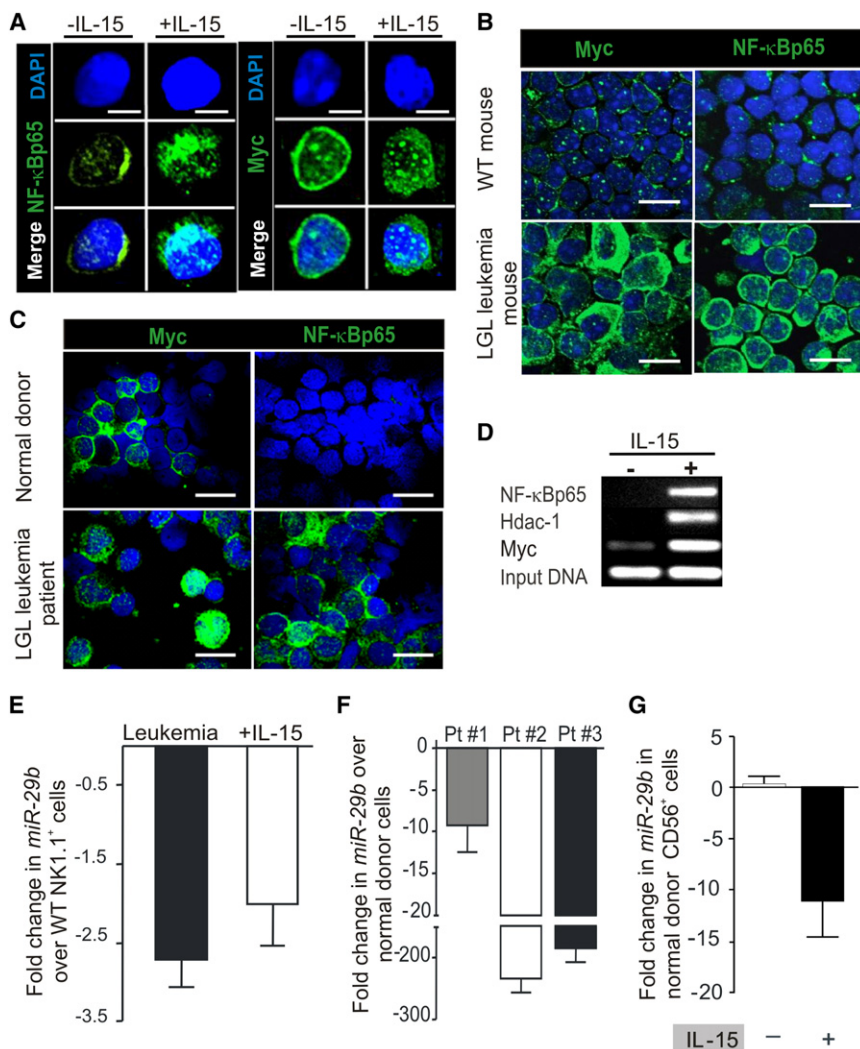 A
-IL-15 +IL-15 -IL-15 +IL-15
DAPI DAPI
NF-κBp65 Myc
Merge Merge
B
Myc NF-κBp65
WT mouse
LGL leukemia
mouse
C
Myc NF-κBp65
Normal donor
LGL leukemia
patient
D
IL-15
- +
NF-κBp65
Hdac-1
Myc
Input DNA
E
Leukemia +IL-15
-0.5
-1.5
-2.5
-3.5
Fold change in miR-29b
over WT NK1.1+ cells
F
Pt #1 Pt #2 Pt #3
0
-5
-10
-15
-20
-200
-300
Fold change in miR-29b over
normal donor cells
G
5
0
-5
-10
-15
-20
Fold change in miR-29b in
normal donor CD56+ cells
IL-15 − +